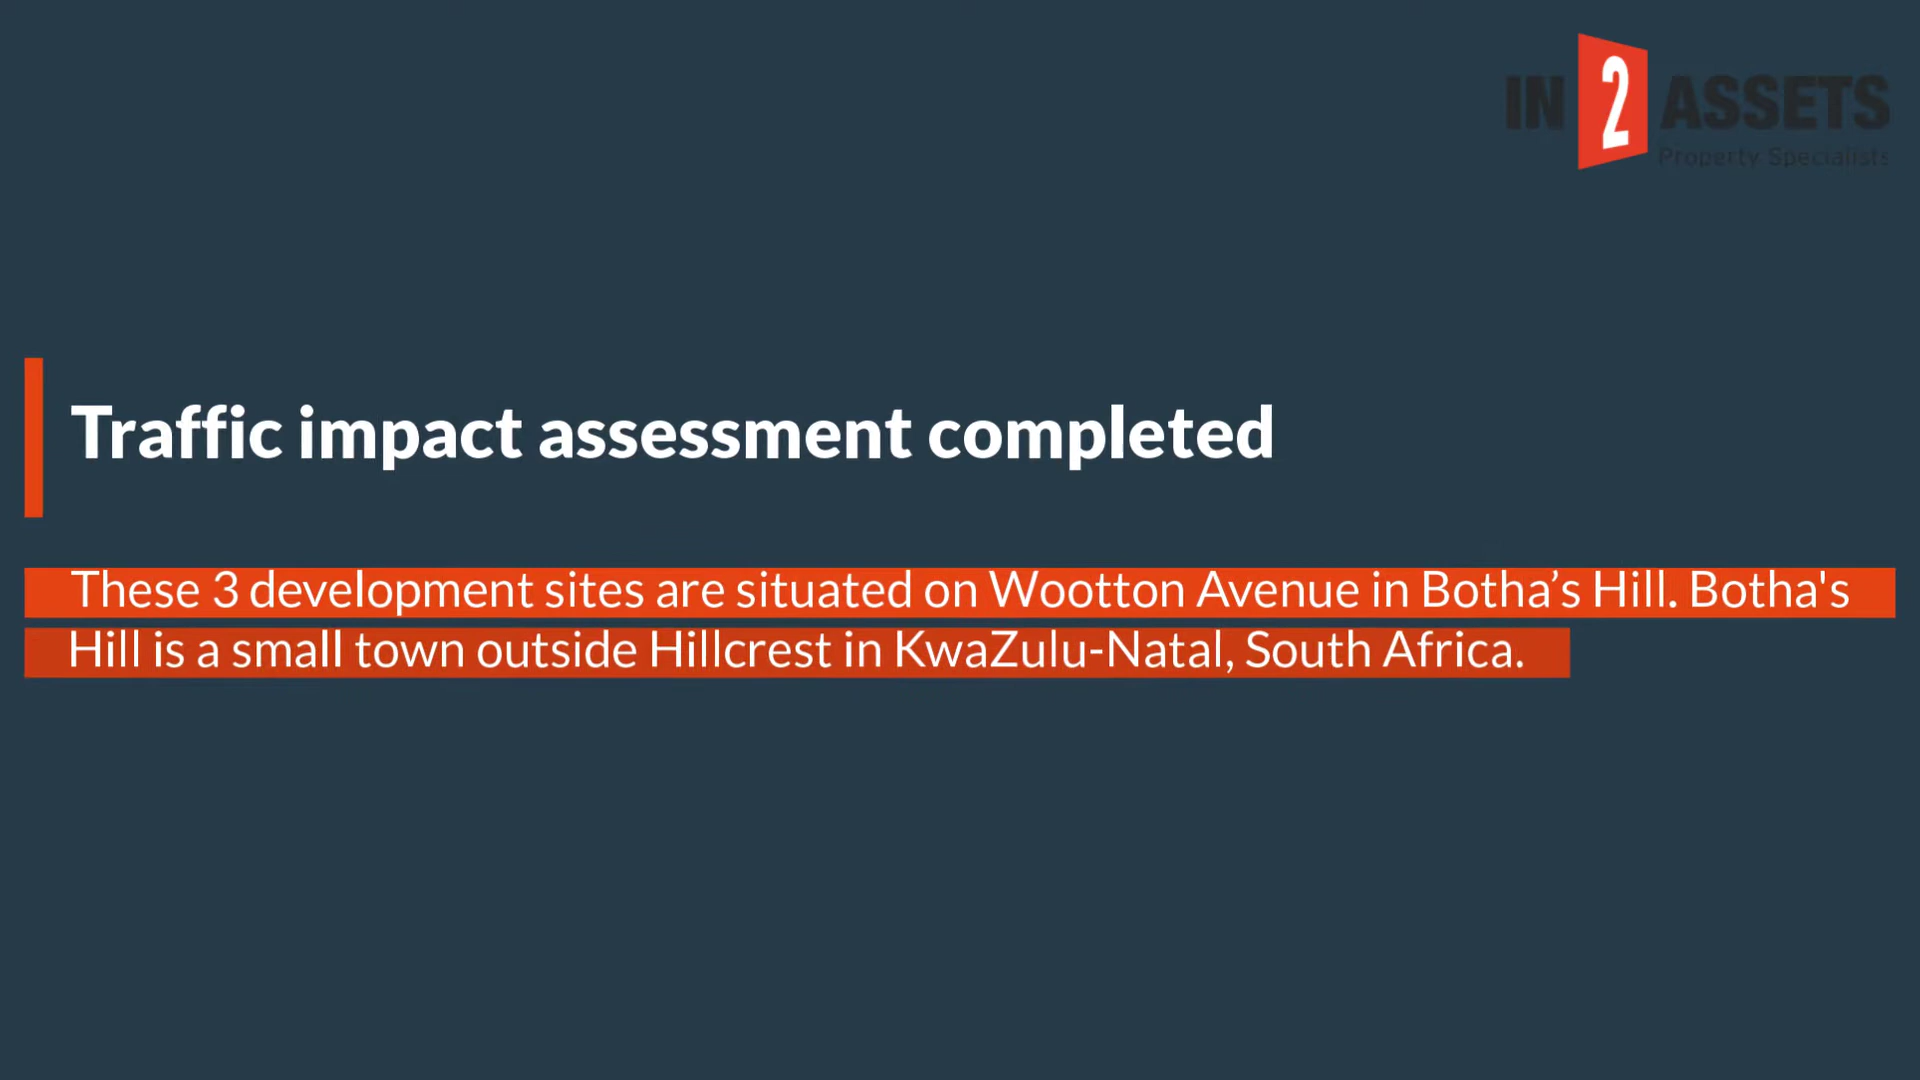 IN 2 ASSETS
Property Specialists
Traffic impact assessment completed
These 3 development sites are situated on Wootton Avenue in Botha’s Hill. Botha's
Hill is a small town outside Hillcrest in KwaZulu-Natal, South Africa.